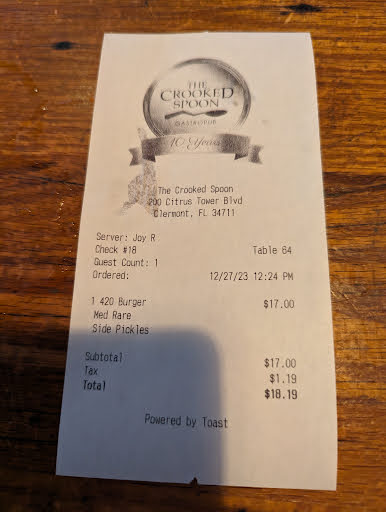 THE
CROOKED
SPOON
GASTROPUB
10 Years
The Crooked Spoon
200 Citrus Tower Blvd
Clermont, FL 34711
Server: Joy R
Check #18 Table 64
Guest Count: 1
Ordered: 12/27/23 12:24 PM
1 420 Burger $17.00
Med Rare
Side Pickles
Subtotal $17.00
Tax $1.19
Total $18.19
Powered by Toast